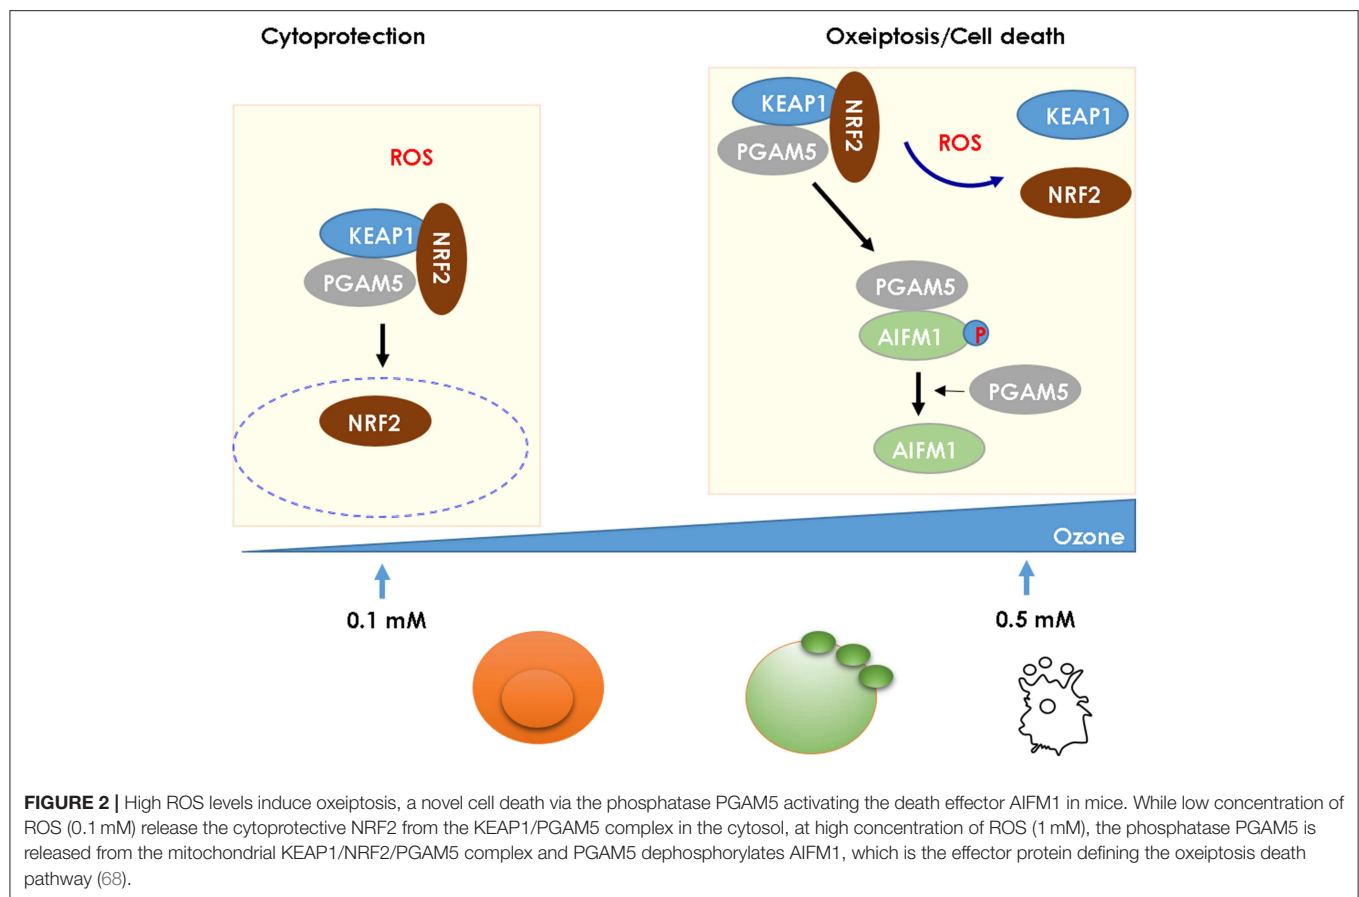 Cytoprotection
Oxeiptosis/Cell death
ROS
KEAP1
NRF2
PGAM5
NRF2
KEAP1
NRF2
PGAM5
ROS
KEAP1
NRF2
PGAM5
AIFM1
P
PGAM5
AIFM1
Ozone
0.1 mM
0.5 mM
FIGURE 2 | High ROS levels induce oxeiptosis, a novel cell death via the phosphatase PGAM5 activating the death effector AIFM1 in mice. While low concentration of
ROS (0.1 mM) release the cytoprotective NRF2 from the KEAP1/PGAM5 complex in the cytosol, at high concentration of ROS (1 mM), the phosphatase PGAM5 is
released from the mitochondrial KEAP1/NRF2/PGAM5 complex and PGAM5 dephosphorylates AIFM1, which is the effector protein defining the oxeiptosis death
pathway (68).